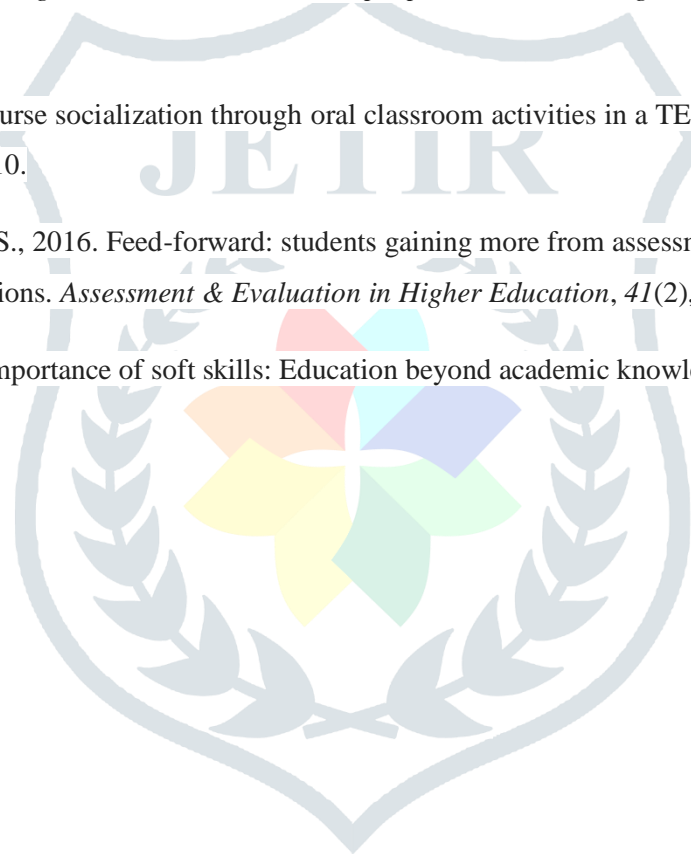 urse socialization through oral classroom activities in a TE
10.
JETIR
S., 2016. Feed-forward: students gaining more from assessm
ions. Assessment & Evaluation in Higher Education, 41(2),
mportance of soft skills: Education beyond academic knowl